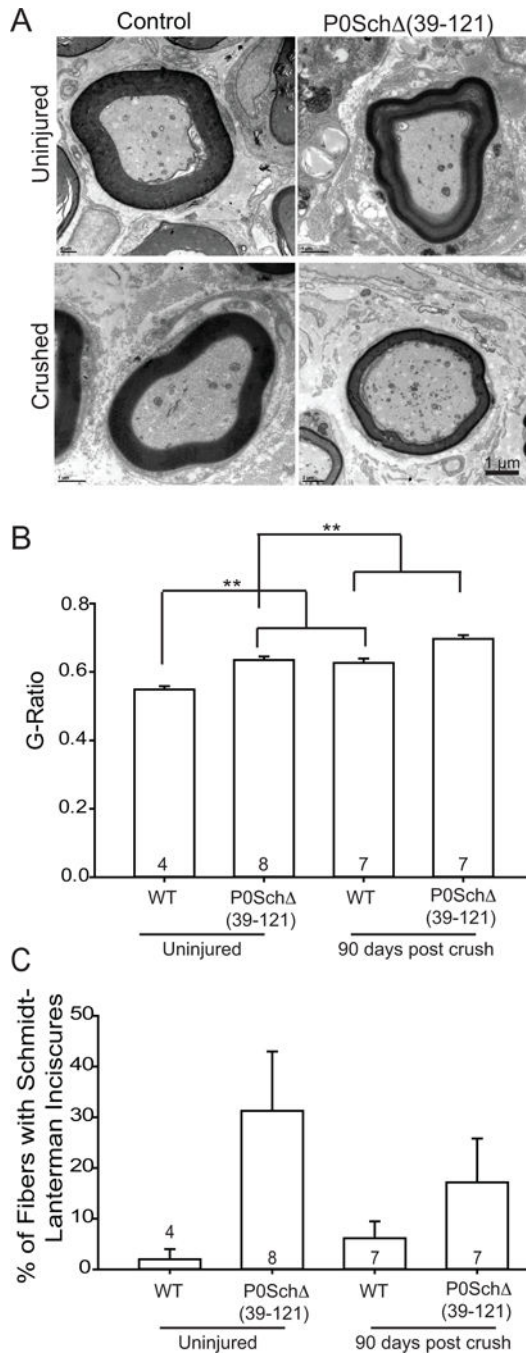 A
Control
P0SchΔ(39-121)
Uninjured
Crushed
1 µm
B
**
**
G-Ratio
0.8
0.6
0.4
0.2
0.0
4
8
7
7
WT
P0SchΔ
(39-121)
WT
P0SchΔ
(39-121)
Uninjured
90 days post crush
C
% of Fibers with Schmidt-
Lanterman Inciscures
50
40
30
20
10
0
4
8
7
7
WT
P0SchΔ
(39-121)
WT
P0SchΔ
(39-121)
Uninjured
90 days post crush